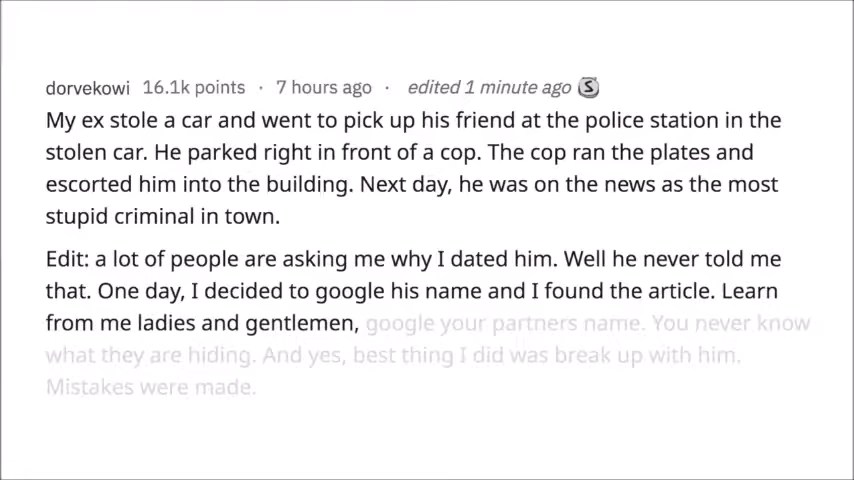 dorvekowi 16.1k points · 7 hours ago · edited 1 minute ago S
My ex stole a car and went to pick up his friend at the police station in the
stolen car. He parked right in front of a cop. The cop ran the plates and
escorted him into the building. Next day, he was on the news as the most
stupid criminal in town.
Edit: a lot of people are asking me why I dated him. Well he never told me
that. One day, I decided to google his name and I found the article. Learn
from me ladies and gentlemen, google your partners name. You never know
what they are hiding. And yes, best thing I did was break up with him.
Mistakes were made.